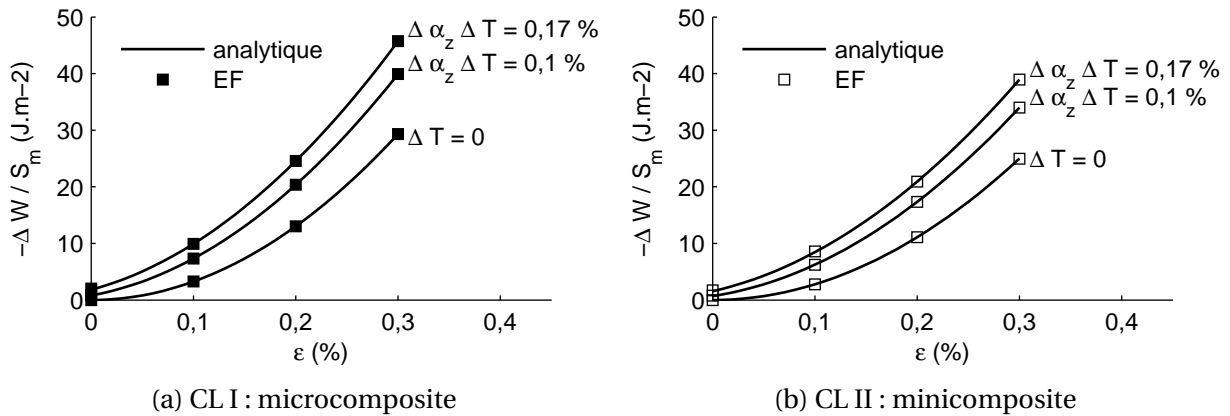 50
40
30
20
10
0
−Δ W / S_m (J.m−2)
analytique
EF
Δ α_z Δ T = 0,17 %
Δ α_z Δ T = 0,1 %
Δ T = 0
0 0,1 0,2 0,3 0,4
ε (%)
(a) CL I : microcomposite
50
40
30
20
10
0
−Δ W / S_m (J.m−2)
analytique
EF
Δ α_z Δ T = 0,17 %
Δ α_z Δ T = 0,1 %
Δ T = 0
0 0,1 0,2 0,3 0,4
ε (%)
(b) CL II : minicomposite